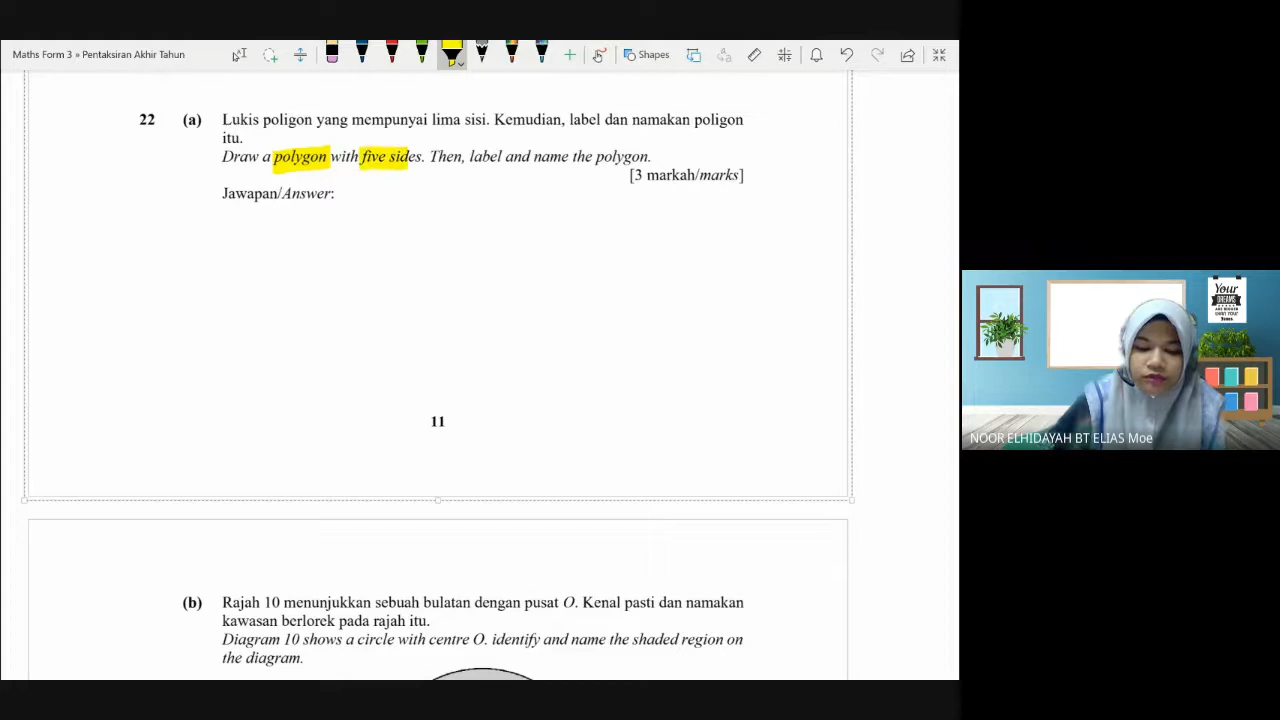 Maths Form 3 » Pentaksiran Akhir Tahun
Shapes
22 (a) Lukis poligon yang mempunyai lima sisi. Kemudian, label dan namakan poligon
itu.
Draw a polygon with five sides. Then, label and name the polygon.
[3 markah/marks]
Jawapan/Answer:
11
(b) Rajah 10 menunjukkan sebuah bulatan dengan pusat O. Kenal pasti dan namakan
kawasan berlorek pada rajah itu.
Diagram 10 shows a circle with centre O. identify and name the shaded region on
the diagram.
Your
DREAMS
NOOR ELHIDAYAH BT ELIAS Moe